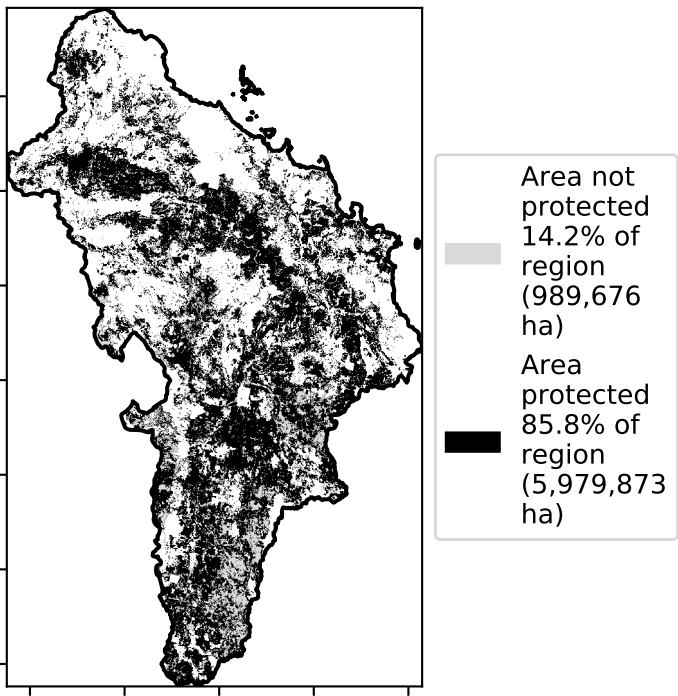 Area not
protected
14.2% of
region
(989,676
ha)
Area
protected
85.8% of
region
(5,979,873
ha)